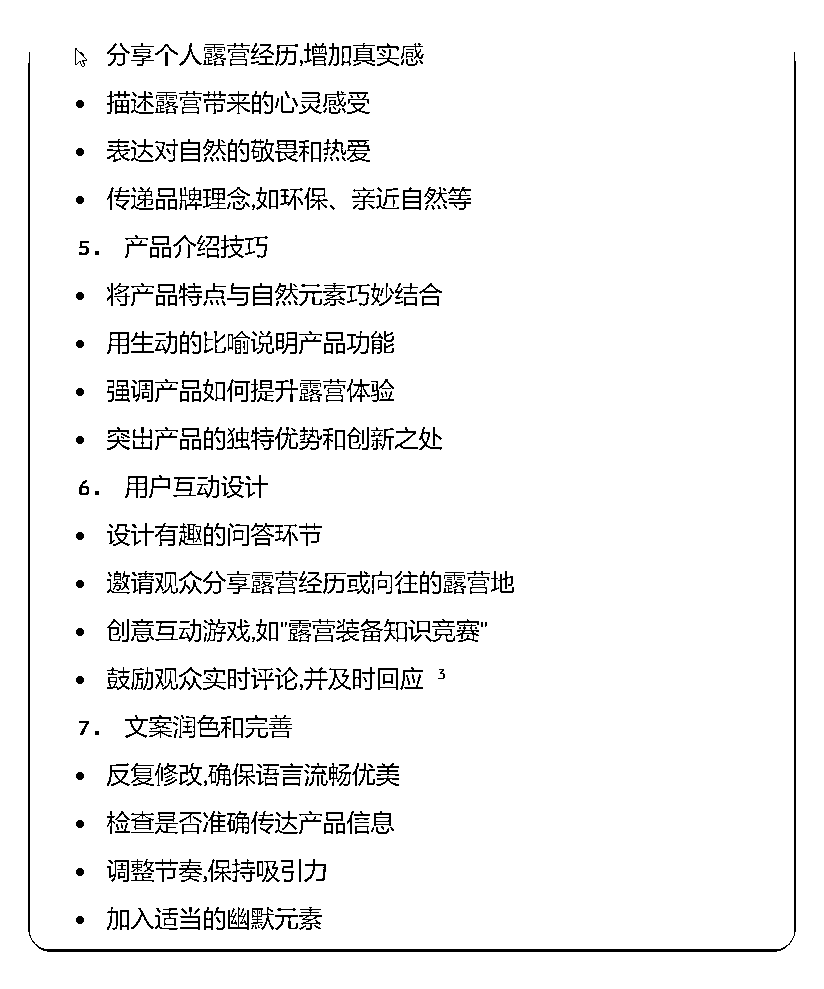 分享个人露营经历,增加真实感
• 描述露营带来的心灵感受
• 表达对自然的敬畏和热爱
• 传递品牌理念,如环保、亲近自然等
5. 产品介绍技巧
• 将产品特点与自然元素巧妙结合
• 用生动的比喻说明产品功能
• 强调产品如何提升露营体验
• 突出产品的独特优势和创新之处
6. 用户互动设计
• 设计有趣的问答环节
• 邀请观众分享露营经历或向往的露营地
• 创意互动游戏,如"露营装备知识竞赛"
• 鼓励观众实时评论,并及时回应 3
7. 文案润色和完善
• 反复修改,确保语言流畅优美
• 检查是否准确传达产品信息
• 调整节奏,保持吸引力
• 加入适当的幽默元素